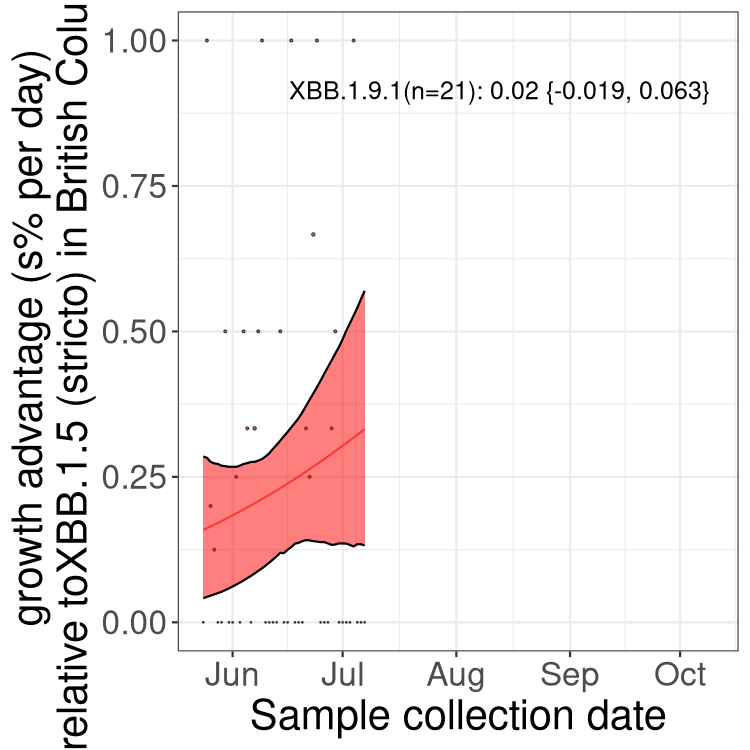 growth advantage (s% per day)
relative toXBB.1.5 (stricto) in British Colu
1.00
0.75
0.50
0.25
0.00
XBB.1.9.1(n=21): 0.02 {-0.019, 0.063}
Jun Jul Aug Sep Oct
Sample collection date